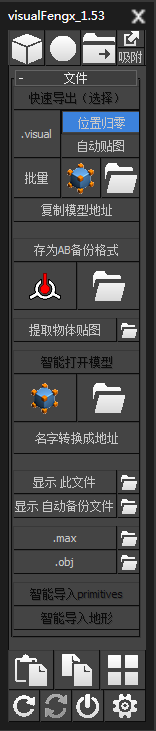 visualFengx_1.53
吸附
- 文件
快速导出（选择）
.visual
位置归零
自动贴图
批量
复制模型地址
存为AB备份格式
提取物体贴图
智能打开模型
名字转换成地址
显示 此文件
显示 自动备份文件
.max
.obj
智能导入primitives
智能导入地形